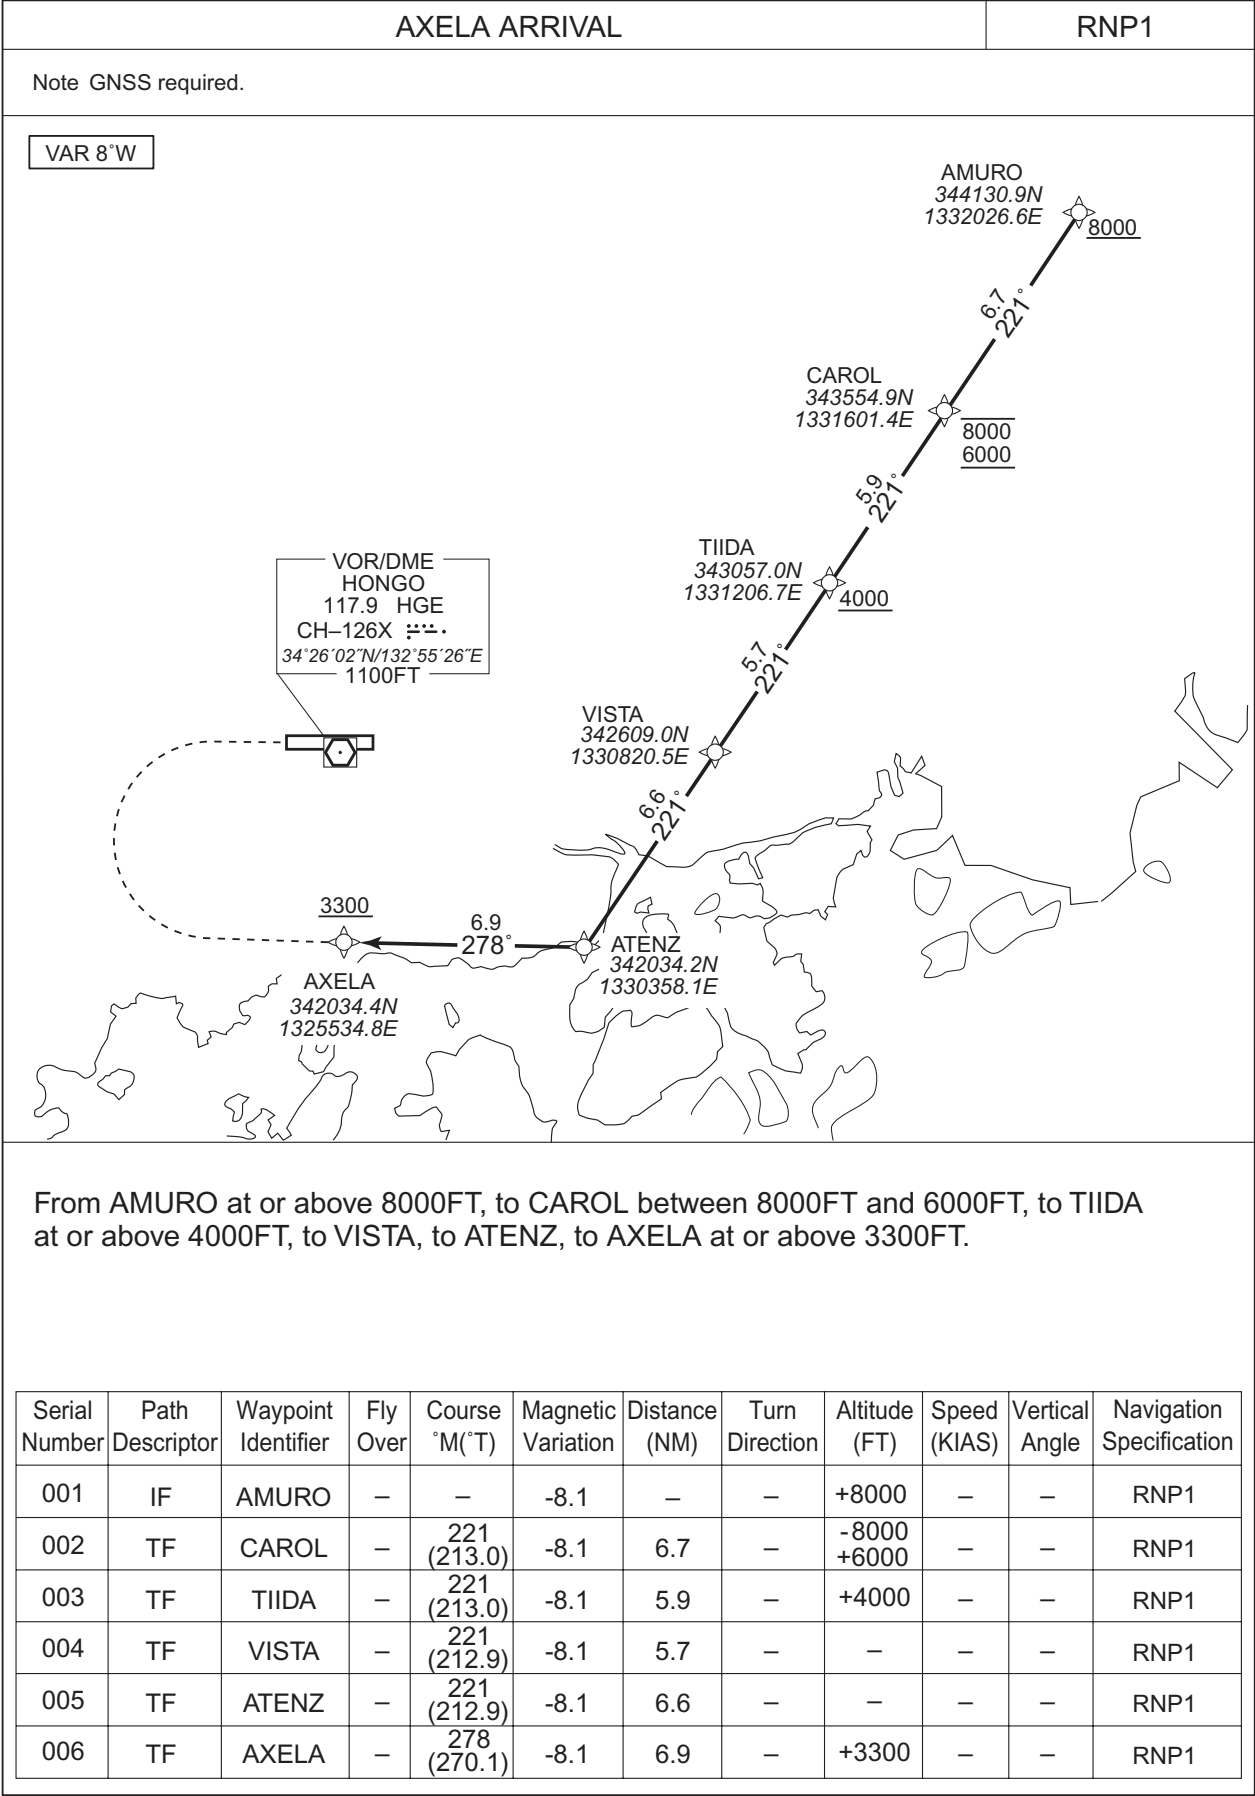 AXELA ARRIVAL
RNP1
Note GNSS required.
VAR 8˚W
AMURO
344130.9N
1332026.6E
8000
6.7
221˚
CAROL
343554.9N
1331601.4E
8000
6000
5.9
221˚
TIIDA
343057.0N
1331206.7E
4000
5.7
221˚
VOR/DME
HONGO
117.9 HGE
CH–126X
34˚26´02˝N/132˚55´26˝E
1100FT
VISTA
342609.0N
1330820.5E
6.6
221˚
3300
6.9
278˚
ATENZ
342034.2N
1330358.1E
AXELA
342034.4N
1325534.8E
From AMURO at or above 8000FT, to CAROL between 8000FT and 6000FT, to TIIDA
at or above 4000FT, to VISTA, to ATENZ, to AXELA at or above 3300FT.
Serial Path Waypoint Fly Course Magnetic Distance Turn Altitude Speed Vertical Navigation
Number Descriptor Identifier Over ˚M(˚T) Variation (NM) Direction (FT) (KIAS) Angle Specification
001 IF AMURO – – -8.1 – – +8000 – – RNP1
002 TF CAROL – 221 (213.0) -8.1 6.7 – -8000 +6000 – – RNP1
003 TF TIIDA – 221 (213.0) -8.1 5.9 – +4000 – – RNP1
004 TF VISTA – 221 (212.9) -8.1 5.7 – – – – RNP1
005 TF ATENZ – 221 (212.9) -8.1 6.6 – – – – RNP1
006 TF AXELA – 278 (270.1) -8.1 6.9 – +3300 – – RNP1